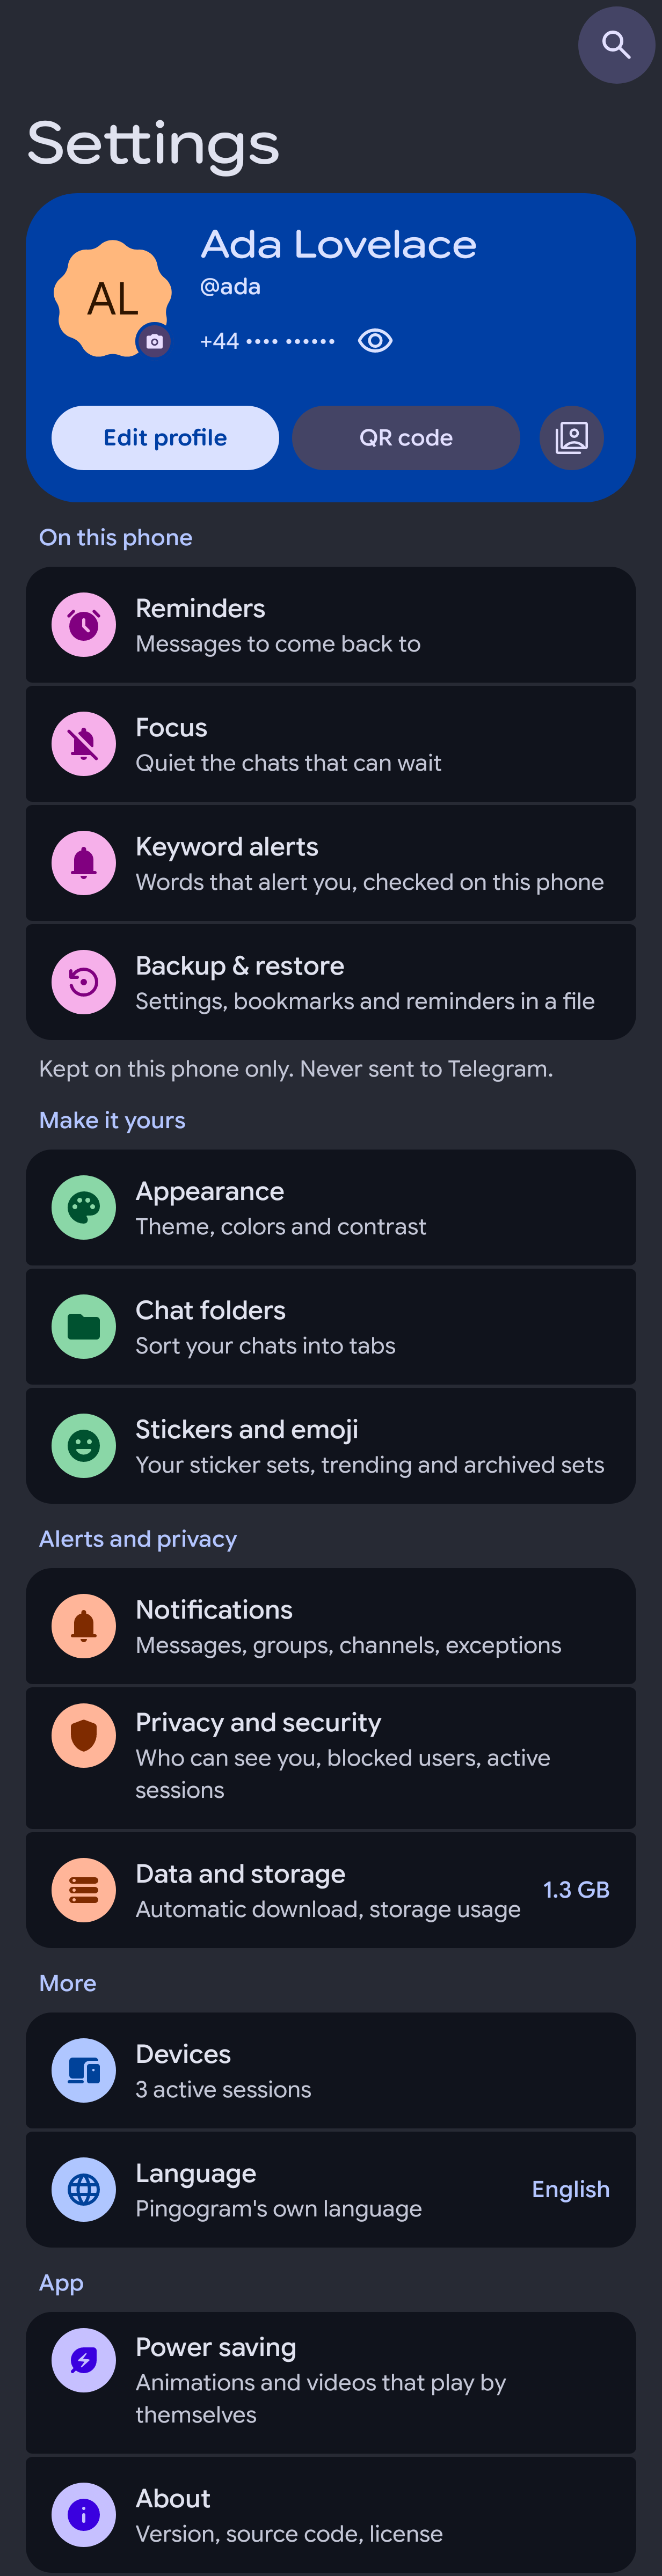 Settings
AL
Ada Lovelace
@ada
+44 •••• ••••••
Edit profile
QR code
On this phone
Reminders
Messages to come back to
Focus
Quiet the chats that can wait
Keyword alerts
Words that alert you, checked on this phone
Backup & restore
Settings, bookmarks and reminders in a file
Kept on this phone only. Never sent to Telegram.
Make it yours
Appearance
Theme, colors and contrast
Chat folders
Sort your chats into tabs
Stickers and emoji
Your sticker sets, trending and archived sets
Alerts and privacy
Notifications
Messages, groups, channels, exceptions
Privacy and security
Who can see you, blocked users, active
sessions
Data and storage
Automatic download, storage usage
1.3 GB
More
Devices
3 active sessions
Language
Pingogram's own language
English
App
Power saving
Animations and videos that play by
themselves
About
Version, source code, license